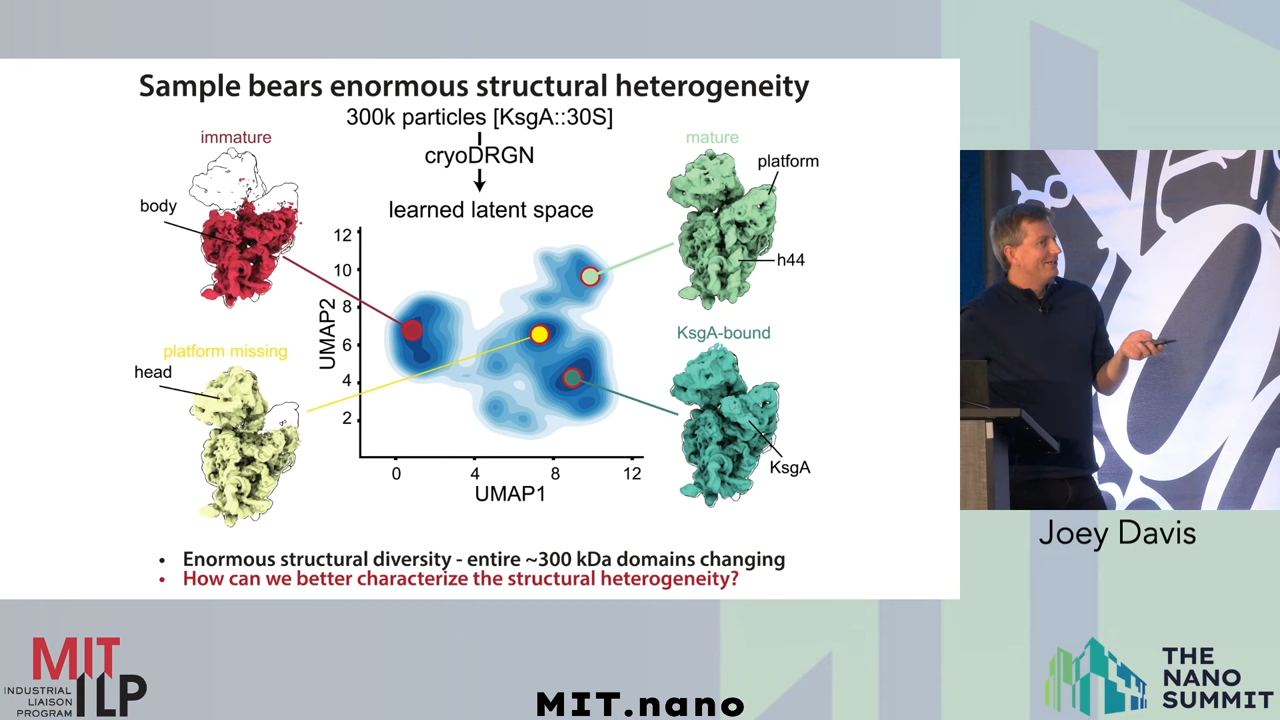 Sample bears enormous structural heterogeneity
300k particles [KsgA::30S]
cryoDRGN
learned latent space
immature
body
mature
platform
h44
platform missing
head
KsgA-bound
KsgA
12
10
8
6
4
2
UMAP2
0
4
8
12
UMAP1
• Enormous structural diversity - entire ~300 kDa domains changing
• How can we better characterize the structural heterogeneity?
Joey Davis
MIT
ILP
INDUSTRIAL
LIAISON
PROGRAM
MIT.nano
THE
NANO
SUMMIT